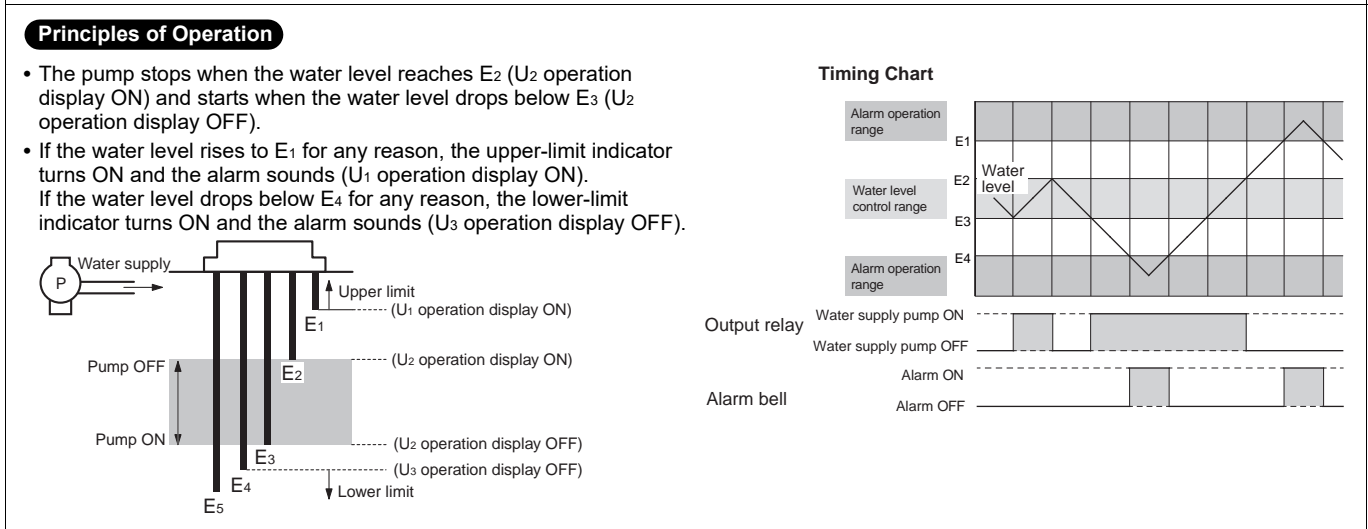 Principles of Operation
• The pump stops when the water level reaches E2 (U2 operation
display ON) and starts when the water level drops below E3 (U2
operation display OFF).
• If the water level rises to E1 for any reason, the upper-limit indicator
turns ON and the alarm sounds (U1 operation display ON).
If the water level drops below E4 for any reason, the lower-limit
indicator turns ON and the alarm sounds (U3 operation display OFF).
P
Water supply
Upper limit
(U1 operation display ON)
E1
Pump OFF
(U2 operation display ON)
E2
Pump ON
(U2 operation display OFF)
E3
(U3 operation display OFF)
E4
Lower limit
E5
Timing Chart
Alarm operation
range
E1
Water
level
E2
Water level
control range
E3
E4
Alarm operation
range
Output relay
Water supply pump ON
Water supply pump OFF
Alarm bell
Alarm ON
Alarm OFF